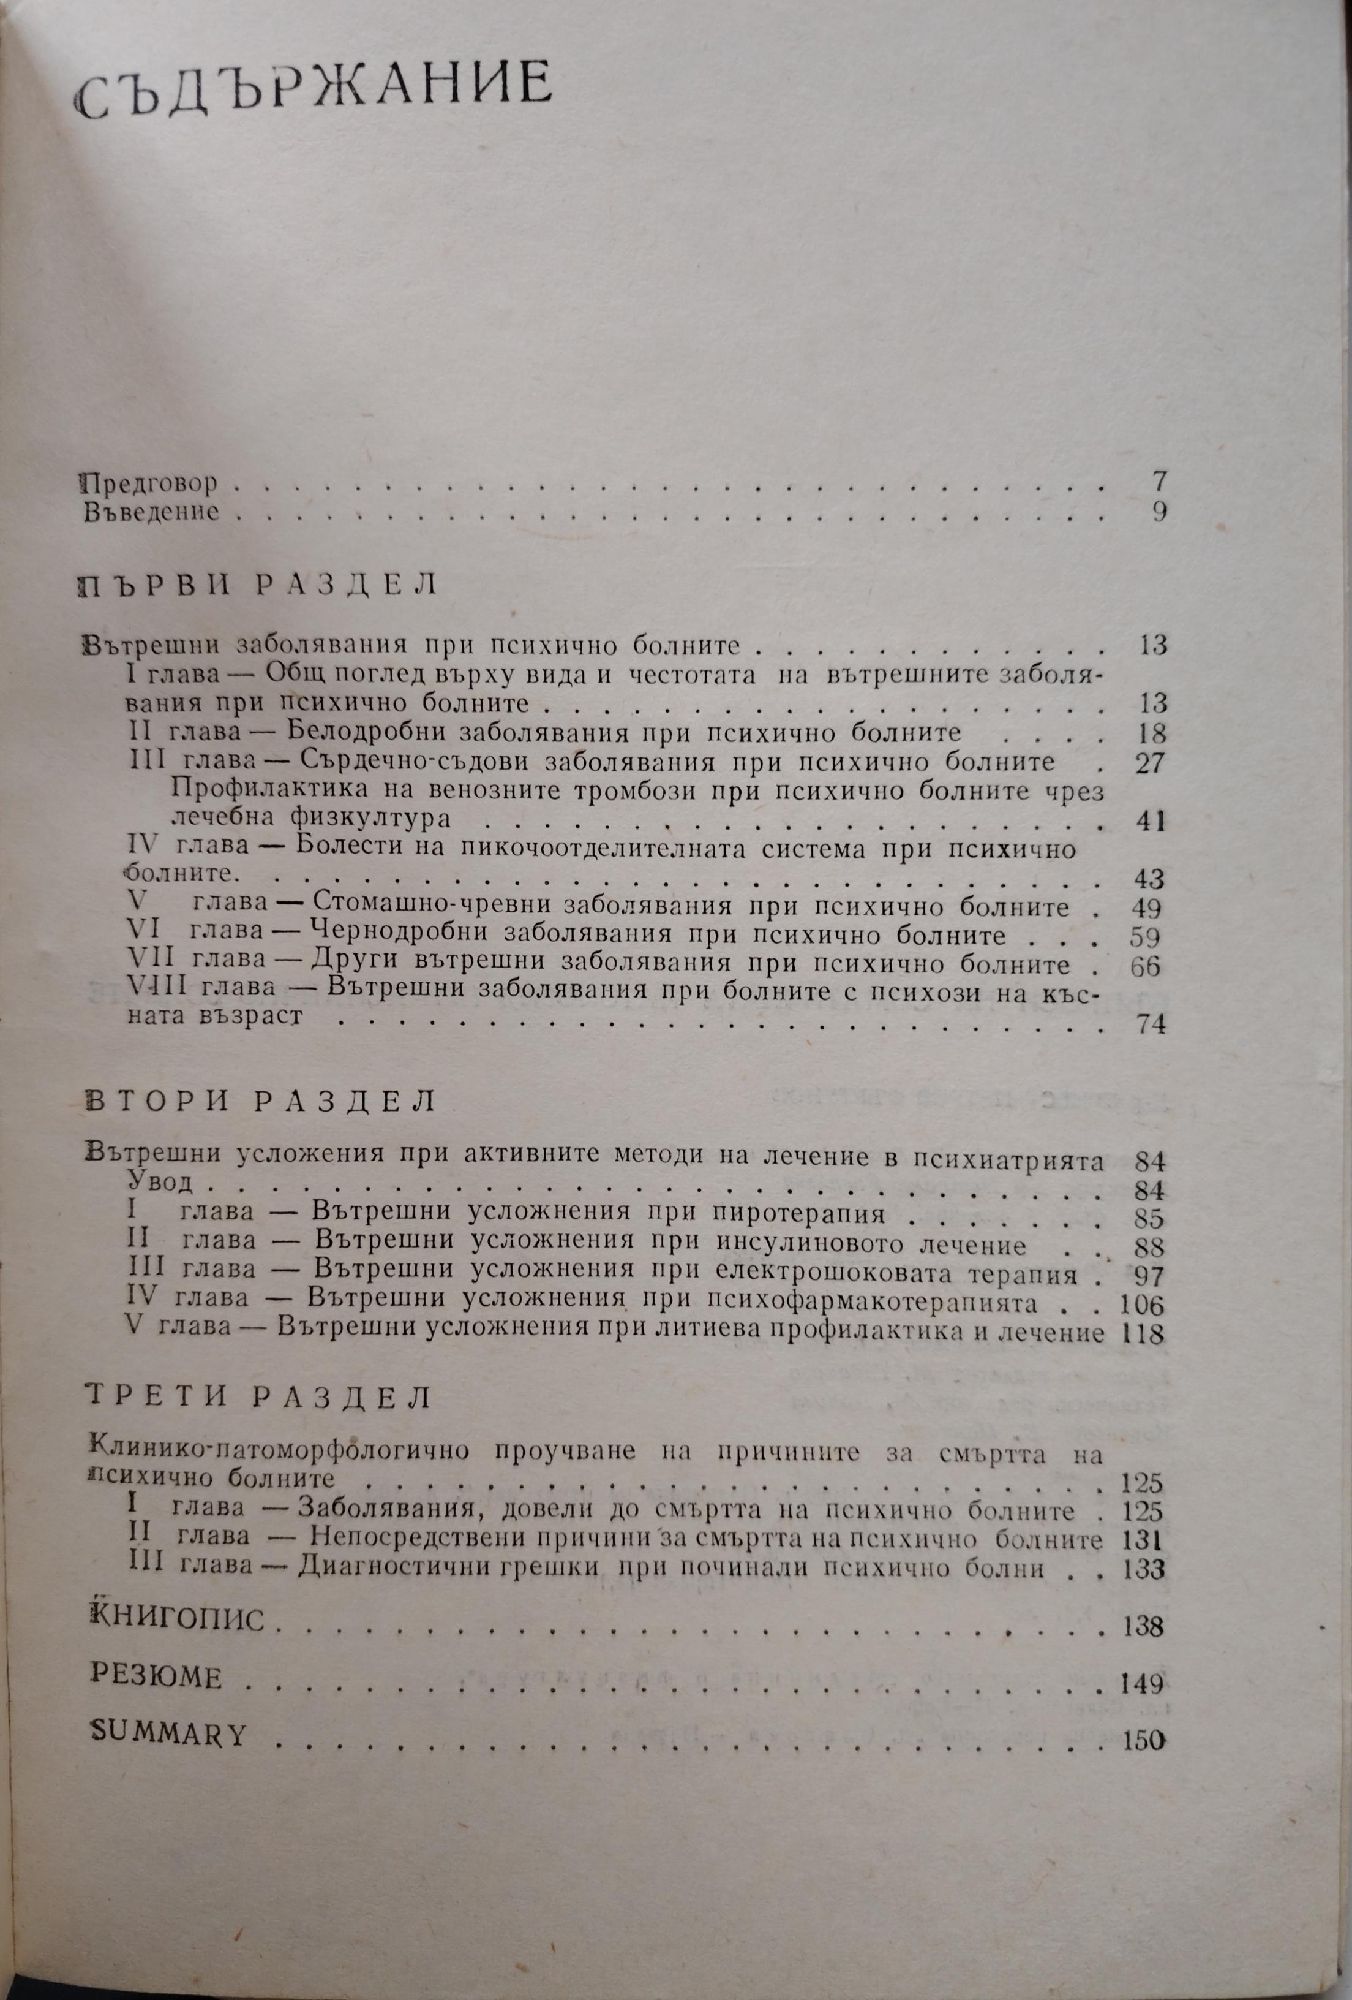 СЪДЪРЖАНИЕ
Предговор . . . . . . . . . . . . . . . . . . . . . . . . . . . . . 7
Въведение . . . . . . . . . . . . . . . . . . . . . . . . . . . . . 9
ПЪРВИ РАЗДЕЛ
Вътрешни заболявания при психично болните . . . . . . . . . . . . 13
I глава — Общ поглед върху вида и честотата на вътрешните заболя-
вания при психично болните . . . . . . . . . . . . . . . . . . . 13
II глава — Белодробни заболявания при психично болните . . . . 18
III глава — Сърдечно-съдови заболявания при психично болните . 27
Профилактика на венозните тромбози при психично болните чрез
лечебна физкултура . . . . . . . . . . . . . . . . . . . . . 41
IV глава — Болести на пикочоотделителната система при психично
болните. . . . . . . . . . . . . . . . . . . . . . . . . . . . . 43
V глава — Стомашно-чревни заболявания при психично болните . 49
VI глава — Чернодробни заболявания при психично болните . . . 59
VII глава — Други вътрешни заболявания при психично болните . 66
VIII глава — Вътрешни заболявания при болните с психози на къс-
ната възраст . . . . . . . . . . . . . . . . . . . . . . . . . . 74
ВТОРИ РАЗДЕЛ
Вътрешни усложения при активните методи на лечение в психиатрията 84
Увод . . . . . . . . . . . . . . . . . . . . . . . . . . . . . . 84
I глава — Вътрешни усложнения при пиротерапия . . . . . . . 85
II глава — Вътрешни усложнения при инсулиновото лечение . . 88
III глава — Вътрешни усложнения при електрошоковата терапия . 97
IV глава — Вътрешни усложнения при психофармакотерапията . . 106
V глава — Вътрешни усложнения при литиева профилактика и лечение 118
ТРЕТИ РАЗДЕЛ
Клинико-патоморфологично проучване на причините за смъртта на
психично болните . . . . . . . . . . . . . . . . . . . . . . . . . 125
I глава — Заболявания, довели до смъртта на психично болните . 125
II глава — Непосредствени причини за смъртта на психично болните 131
III глава — Диагностични грешки при починали психично болни . . 133
КНИГОПИС . . . . . . . . . . . . . . . . . . . . . . . . . . . . 138
РЕЗЮМЕ . . . . . . . . . . . . . . . . . . . . . . . . . . . . . 149
SUMMARY . . . . . . . . . . . . . . . . . . . . . . . . . . . . 150